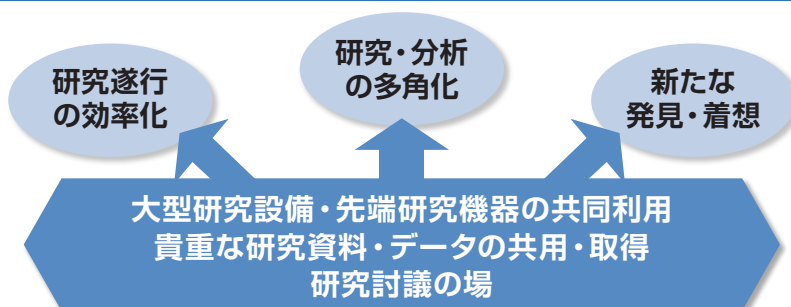 研究遂行
の効率化
研究・分析
の多角化
新たな
発見・着想
大型研究設備・先端研究機器の共同利用
貴重な研究資料・データの共用・取得
研究討議の場